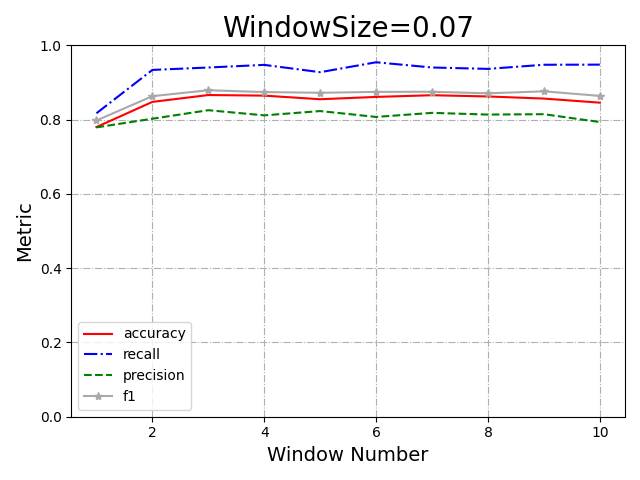 WindowSize=0.07
1.0
0.8
0.6
0.4
0.2
0.0
Metric
accuracy
recall
precision
f1
2 4 6 8 10
Window Number